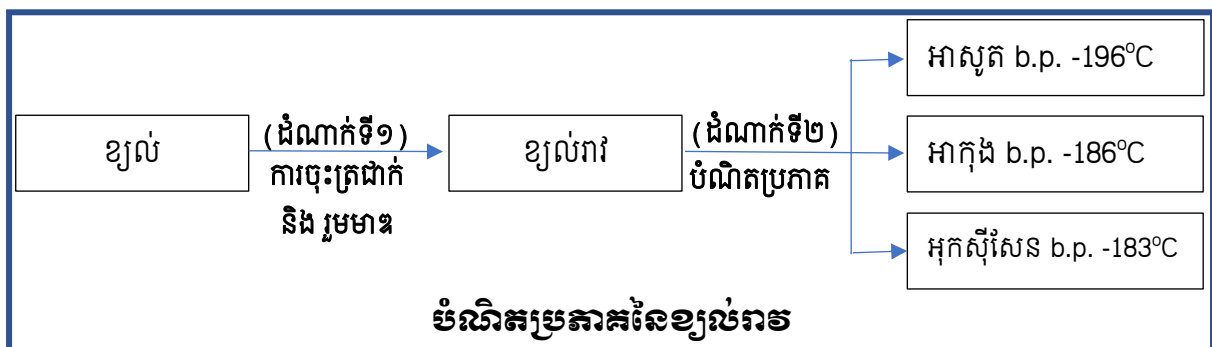 ខ្យល់
(ដំណាក់ទី១)
ការចុះត្រជាក់
និង រួមមាឌ
ខ្យល់រាវ
(ដំណាក់ទី២)
បំណិតប្រភាគ
អាសូត b.p. -196°C
អាកុង b.p. -186°C
អុកស៊ីសែន b.p. -183°C
បំណិតប្រភាគនៃខ្យល់រាវ